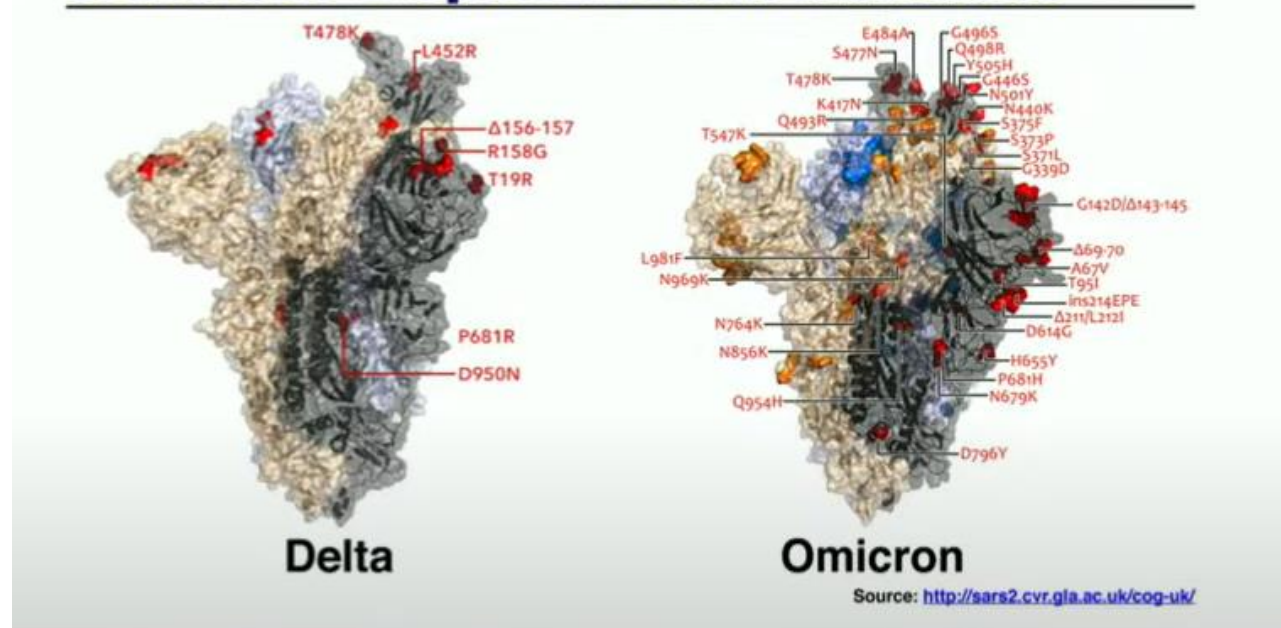 T478K
L452R
Δ156-157
R158G
T19R
P681R
D950N
Delta
E484A
S477N
T478K
K417N
Q493R
T547K
L981F
N969K
N764K
N856K
Q954H
G496S
Q498R
Y505H
G446S
N501Y
N440K
S375F
S373P
S371L
G339D
G142D/Δ143-145
Δ69-70
A67V
T95I
ins214EPE
Δ211/L212I
D614G
H655Y
P681H
N679K
D796Y
Omicron
Source: http://sars2.cvr.gla.ac.uk/cog-uk/